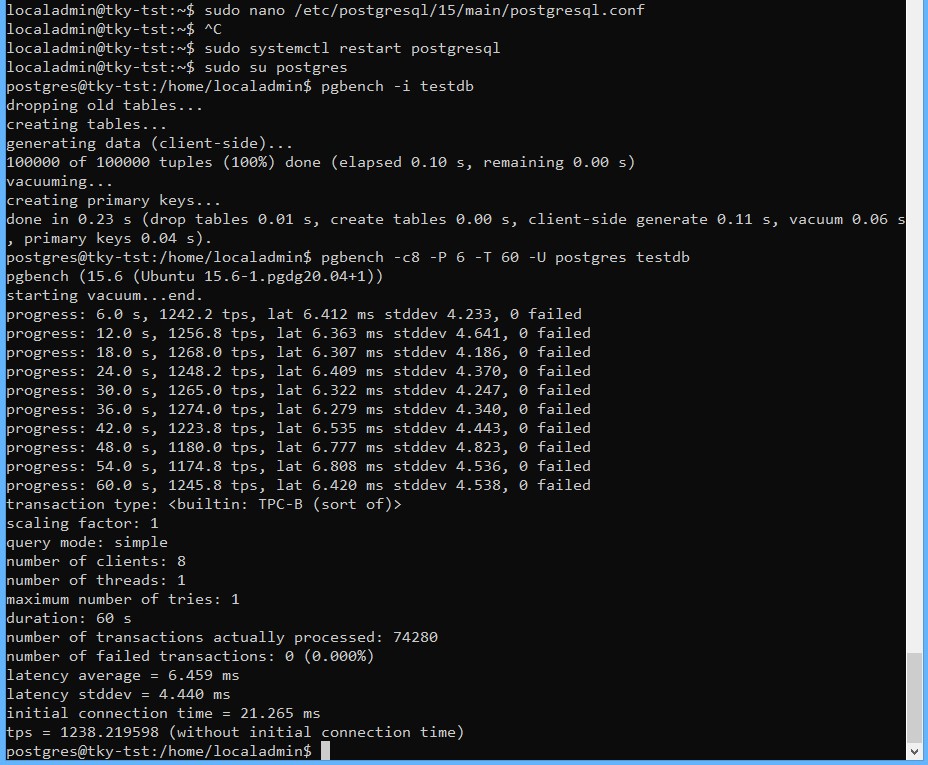 localadmin@tky-tst:~$ sudo nano /etc/postgresql/15/main/postgresql.conf
localadmin@tky-tst:~$ ^C
localadmin@tky-tst:~$ sudo systemctl restart postgresql
localadmin@tky-tst:~$ sudo su postgres
postgres@tky-tst:/home/localadmin$ pgbench -i testdb
dropping old tables...
creating tables...
generating data (client-side)...
100000 of 100000 tuples (100%) done (elapsed 0.10 s, remaining 0.00 s)
vacuuming...
creating primary keys...
done in 0.23 s (drop tables 0.01 s, create tables 0.00 s, client-side generate 0.11 s, vacuum 0.06 s
, primary keys 0.04 s).
postgres@tky-tst:/home/localadmin$ pgbench -c8 -P 6 -T 60 -U postgres testdb
pgbench (15.6 (Ubuntu 15.6-1.pgdg20.04+1))
starting vacuum...end.
progress: 6.0 s, 1242.2 tps, lat 6.412 ms stddev 4.233, 0 failed
progress: 12.0 s, 1256.8 tps, lat 6.363 ms stddev 4.641, 0 failed
progress: 18.0 s, 1268.0 tps, lat 6.307 ms stddev 4.186, 0 failed
progress: 24.0 s, 1248.2 tps, lat 6.409 ms stddev 4.370, 0 failed
progress: 30.0 s, 1265.0 tps, lat 6.322 ms stddev 4.247, 0 failed
progress: 36.0 s, 1274.0 tps, lat 6.279 ms stddev 4.340, 0 failed
progress: 42.0 s, 1223.8 tps, lat 6.535 ms stddev 4.443, 0 failed
progress: 48.0 s, 1180.0 tps, lat 6.777 ms stddev 4.823, 0 failed
progress: 54.0 s, 1174.8 tps, lat 6.808 ms stddev 4.536, 0 failed
progress: 60.0 s, 1245.8 tps, lat 6.420 ms stddev 4.538, 0 failed
transaction type: <builtin: TPC-B (sort of)>
scaling factor: 1
query mode: simple
number of clients: 8
number of threads: 1
maximum number of tries: 1
duration: 60 s
number of transactions actually processed: 74280
number of failed transactions: 0 (0.000%)
latency average = 6.459 ms
latency stddev = 4.440 ms
initial connection time = 21.265 ms
tps = 1238.219598 (without initial connection time)
postgres@tky-tst:/home/localadmin$